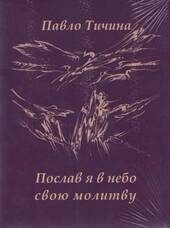 Павло Тичина
Послав я в небо
свою молитву